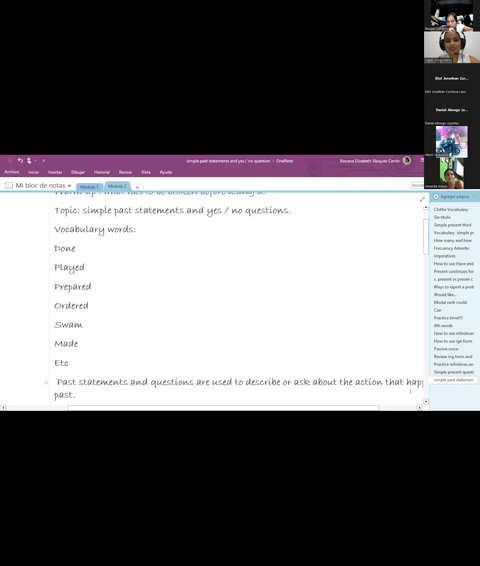 simple past statements and yes/ no question - OneNote
Roxana Elizabeth Vásquez Cerón
Archivo Inicio Insertar Dibujar Historial Revisar Vista Ayuda
Mi bloc de notas
Modulo 1
Modulo 2
Agregar página
Topic: simple past statements and yes / no questions.
Vocabulary words:
Done
Played
Prepared
Ordered
Swam
Made
Etc
Past statements and questions are used to describe or ask about the action that hap
past.
Clothe Vocabulary
Sin título
Simple present third
Vocabulary simple pr
How many and how
Frecuency Adverbs
Imperatives
How to use Have and
Present continuos for
Ways to report a prob
Would like...
Modal verb could
Can
Practice time!!!!
Wh-words
How to use infinitives
How to use ign form
Passive voice
Review ing form and
Practice infinitives an
Simple present questi
simple past statemen